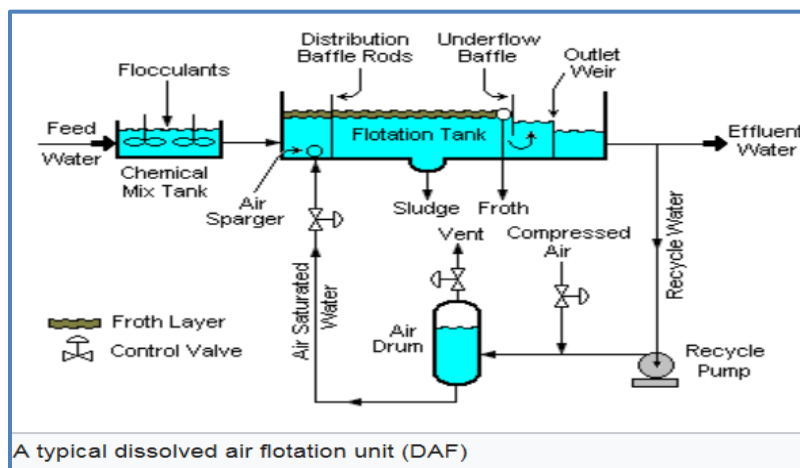 Distribution
Baffle Rods
Underflow
Baffle
Outlet
Weir
Flocculants
Feed
Water
Flotation Tank
Effluent
Water
Chemical
Mix Tank
Air
Sparger
Sludge
Froth
Vent
Compressed
Air
Recycle Water
Air Saturated
Water
Froth Layer
Control Valve
Air
Drum
Recycle
Pump
A typical dissolved air flotation unit (DAF)